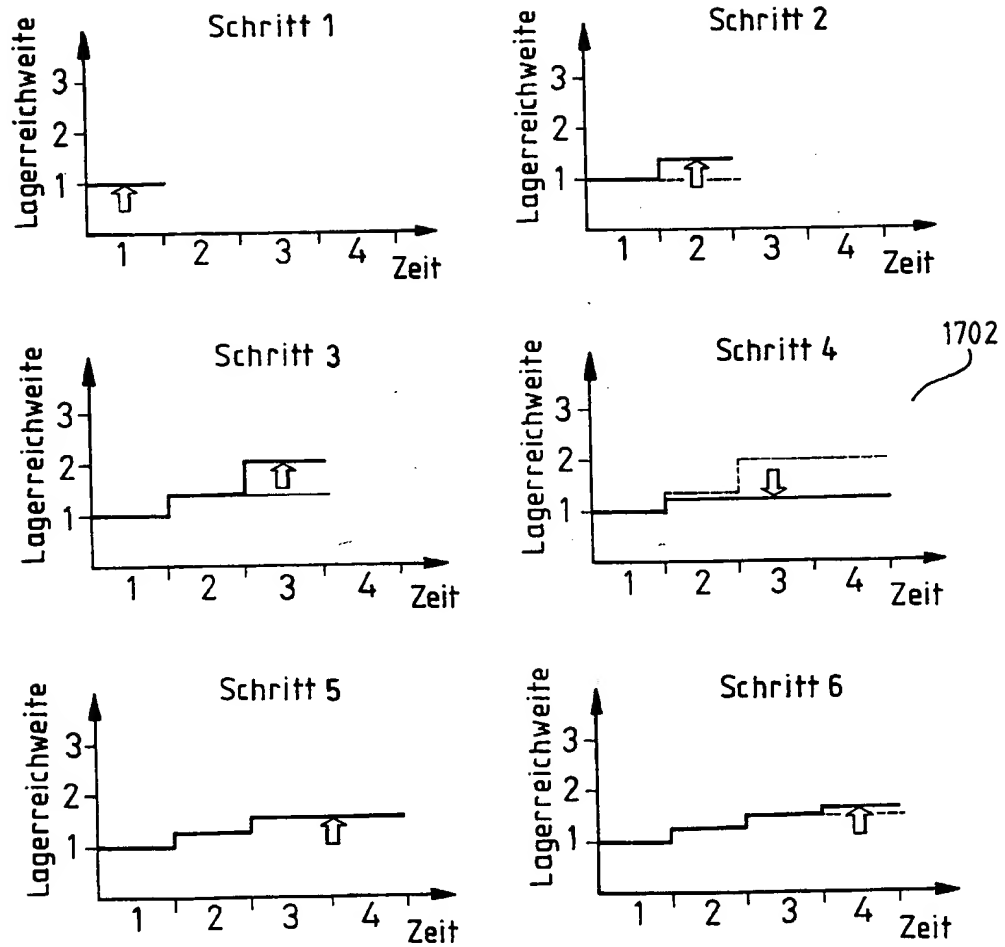 Schritt 1
Lagerreichweite
3
2
1
1 2 3 4 Zeit
Schritt 2
Lagerreichweite
3
2
1
1 2 3 4 Zeit
Schritt 3
Lagerreichweite
3
2
1
1 2 3 4 Zeit
Schritt 4
1702
Lagerreichweite
3
2
1
1 2 3 4 Zeit
Schritt 5
Lagerreichweite
3
2
1
1 2 3 4 Zeit
Schritt 6
Lagerreichweite
3
2
1
1 2 3 4 Zeit